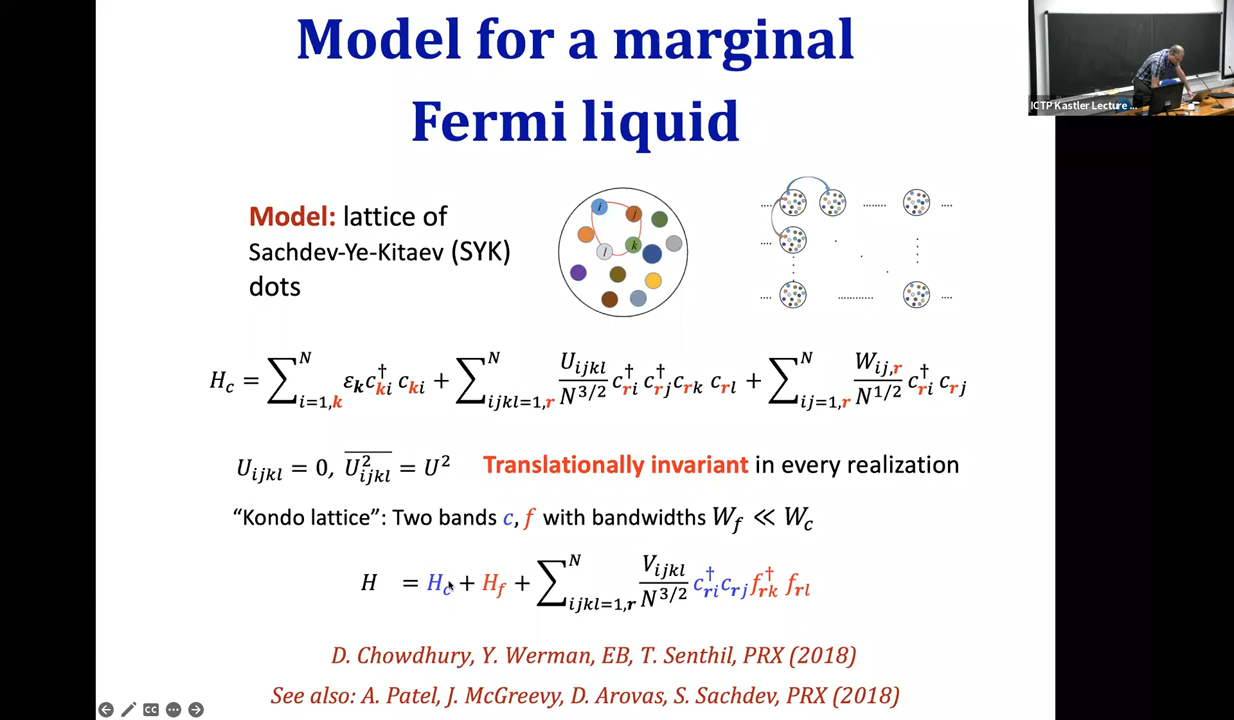 Model for a marginal
Fermi liquid
ICTP Kastler Lecture ...
Model: lattice of
Sachdev-Ye-Kitaev (SYK)
dots
i j k l
H_c = ∑_{i=1,k}^{N} ε_k c†_{ki} c_{ki} + ∑_{ijkl=1,r}^{N} U_{ijkl}/N^{3/2} c†_{ri} c†_{rj} c_{rk} c_{rl} + ∑_{ij=1,r}^{N} W_{ij,r}/N^{1/2} c†_{ri} c_{rj}
U_{ijkl} = 0, \overline{U²_{ijkl}} = U² Translationally invariant in every realization
“Kondo lattice”: Two bands c, f with bandwidths W_f ≪ W_c
H = H_c + H_f + ∑_{ijkl=1,r}^{N} V_{ijkl}/N^{3/2} c†_{ri} c_{rj} f†_{rk} f_{rl}
D. Chowdhury, Y. Werman, EB, T. Senthil, PRX (2018)
See also: A. Patel, J. McGreevy, D. Arovas, S. Sachdev, PRX (2018)
CC